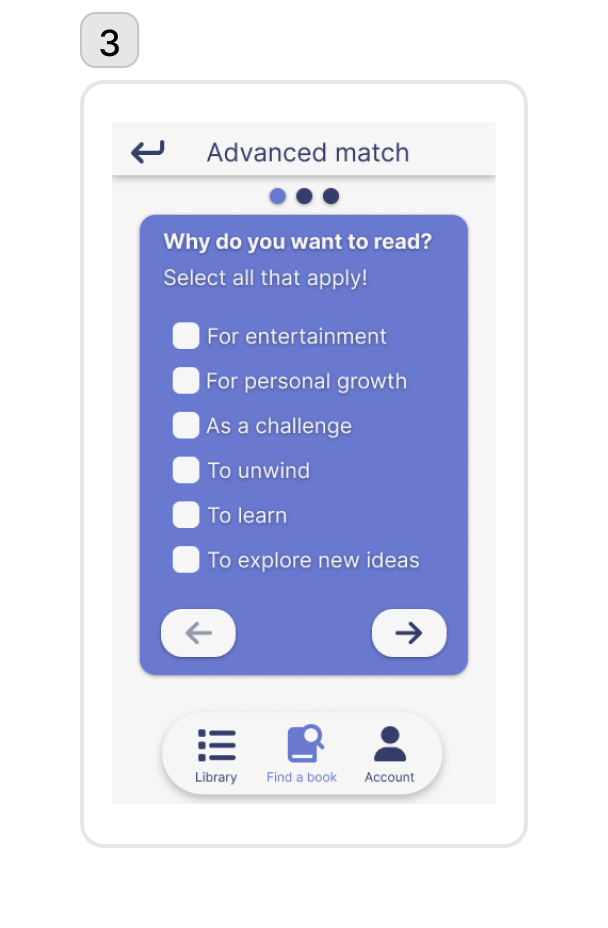 3
Advanced match
Why do you want to read?
Select all that apply!
For entertainment
For personal growth
As a challenge
To unwind
To learn
To explore new ideas
Library
Find a book
Account